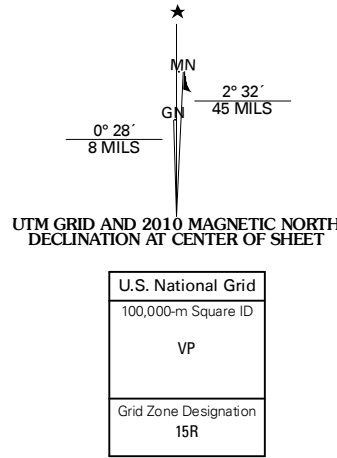 MN
GN
2° 32´
45 MILS
0° 28´
8 MILS
UTM GRID AND 2010 MAGNETIC NORTH
DECLINATION AT CENTER OF SHEET
U.S. National Grid
100,000-m Square ID
VP
Grid Zone Designation
15R